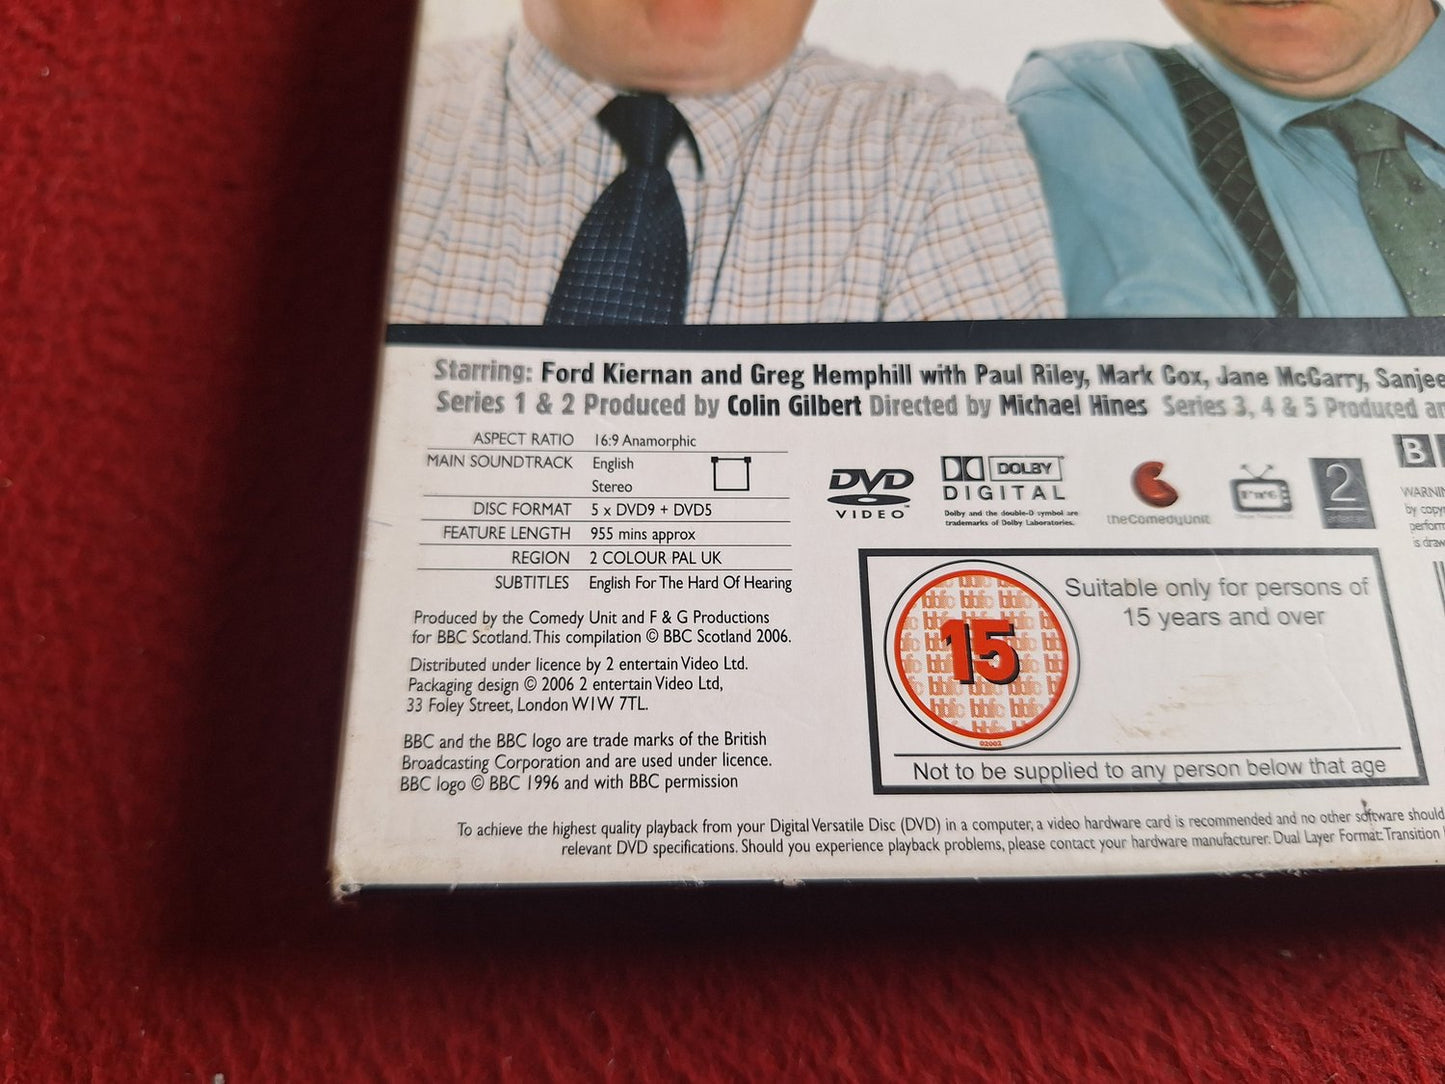 Starring: Ford Kiernan and Greg Hemphill with Paul Riley, Mark Cox, Jane McCarry, Sanjee
Series 1 & 2 Produced by Colin Gilbert Directed by Michael Hines Series 3, 4 & 5 Produced an
ASPECT RATIO 16:9 Anamorphic
MAIN SOUNDTRACK English
Stereo
DISC FORMAT 5 x DVD9 + DVD5
FEATURE LENGTH 955 mins approx
REGION 2 COLOUR PAL UK
SUBTITLES English For The Hard Of Hearing
DVD
VIDEO
DOLBY
DIGITAL
Dolby and the double-D symbol are
trademarks of Dolby Laboratories.
theComedyUnit
2
B
WARNIN
by copy
perform
is draw
Produced by the Comedy Unit and F & G Productions
for BBC Scotland. This compilation © BBC Scotland 2006.
Distributed under licence by 2 entertain Video Ltd.
Packaging design © 2006 2 entertain Video Ltd,
33 Foley Street, London W1W 7TL.
BBC and the BBC logo are trade marks of the British
Broadcasting Corporation and are used under licence.
BBC logo © BBC 1996 and with BBC permission
15
Suitable only for persons of
15 years and over
Not to be supplied to any person below that age
To achieve the highest quality playback from your Digital Versatile Disc (DVD) in a computer, a video hardware card is recommended and no other software should
relevant DVD specifications. Should you experience playback problems, please contact your hardware manufacturer. Dual Layer Format: Transition